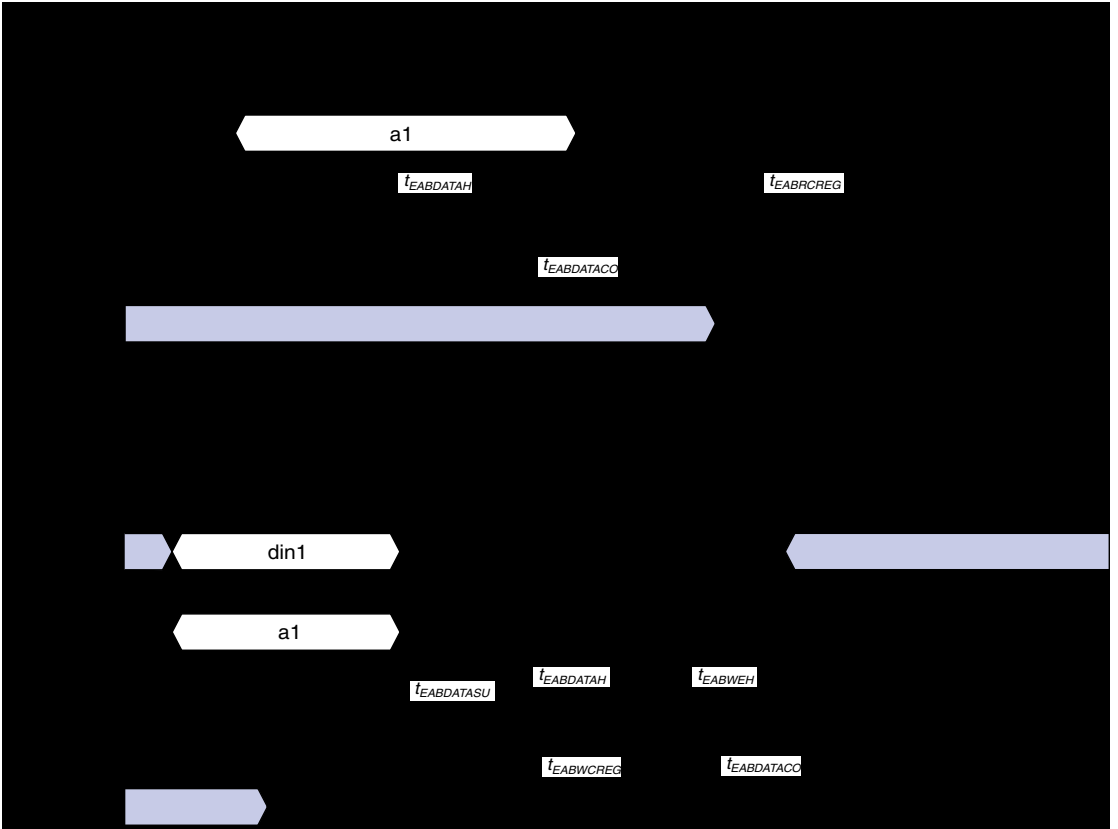 a1
tEABDATAH tEABRCREG
tEABDATACO
din1
a1
tEABDATAH tEABWEH
tEABDATASU
tEABWCREG tEABDATACO